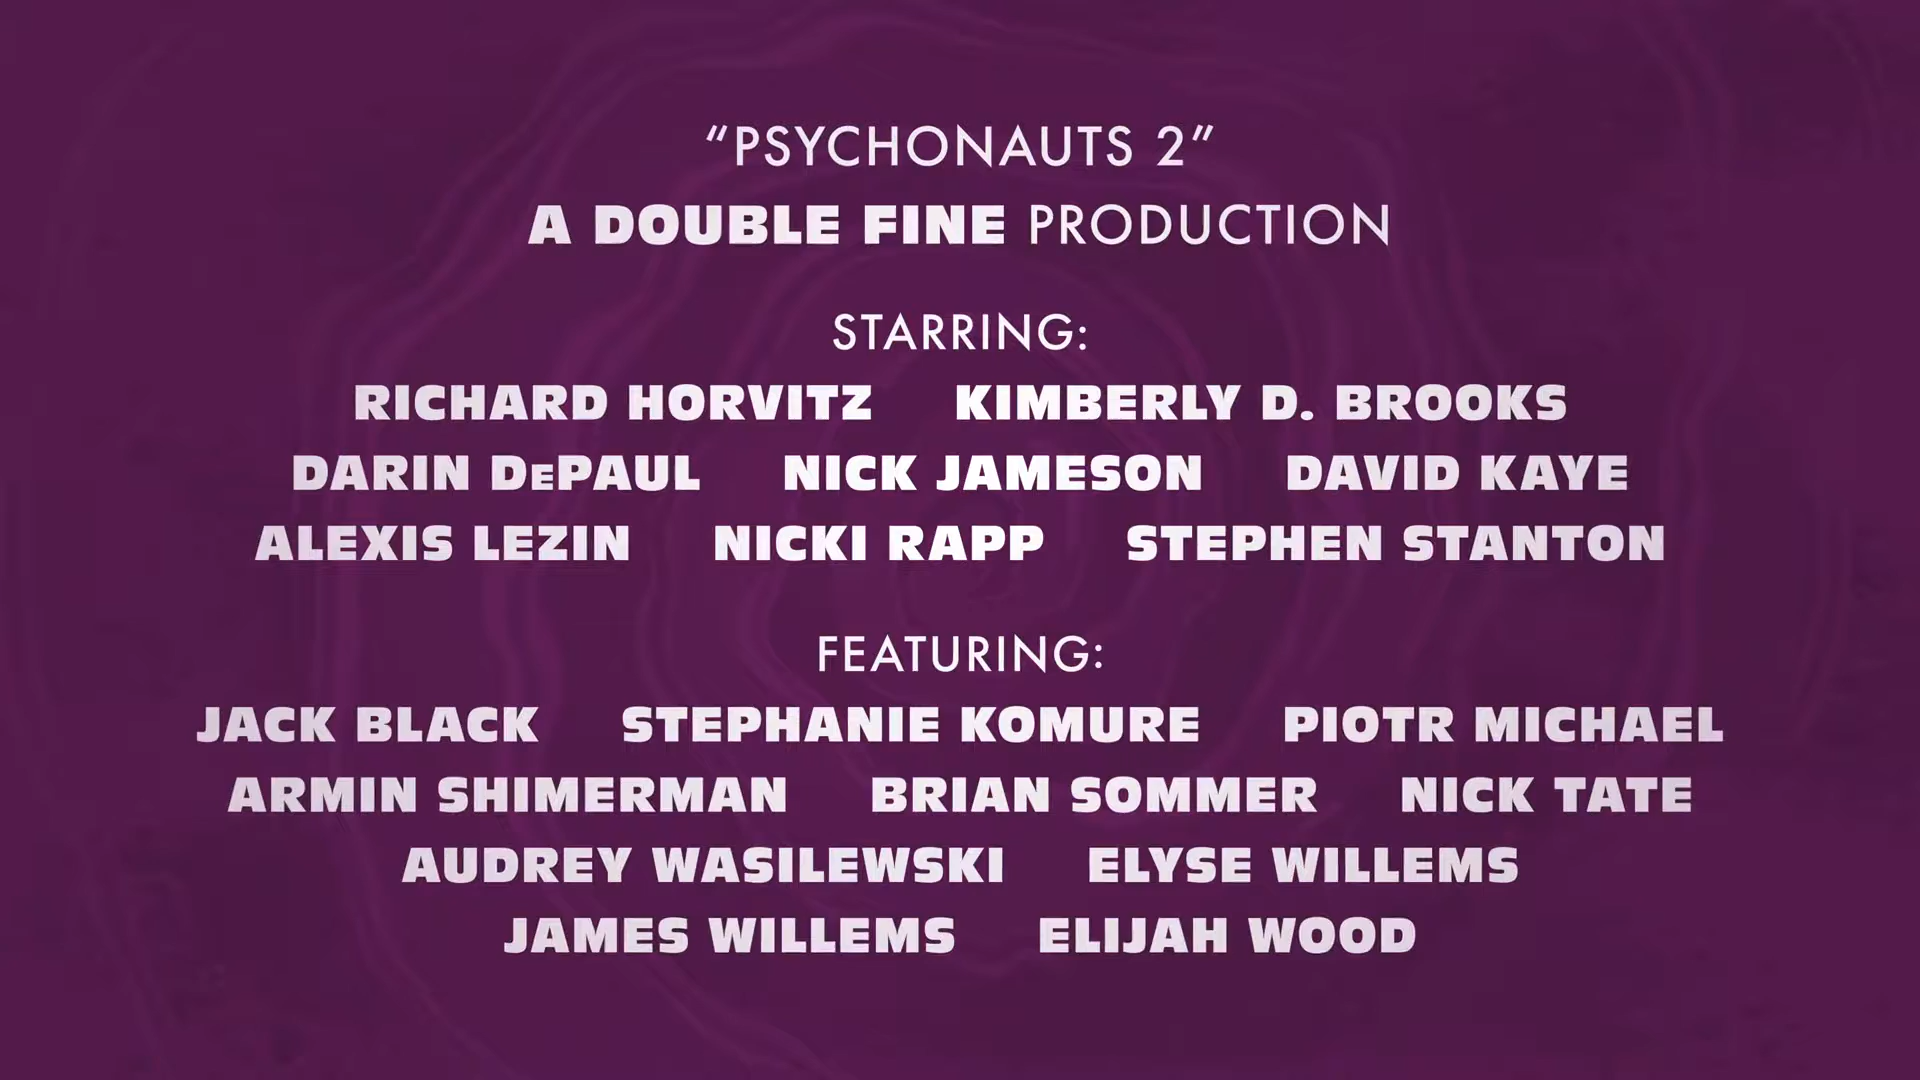 “PSYCHONAUTS 2”
A DOUBLE FINE PRODUCTION
STARRING:
RICHARD HORVITZ KIMBERLY D. BROOKS
DARIN DePAUL NICK JAMESON DAVID KAYE
ALEXIS LEZIN NICKI RAPP STEPHEN STANTON
FEATURING:
JACK BLACK STEPHANIE KOMURE PIOTR MICHAEL
ARMIN SHIMERMAN BRIAN SOMMER NICK TATE
AUDREY WASILEWSKI ELYSE WILLEMS
JAMES WILLEMS ELIJAH WOOD